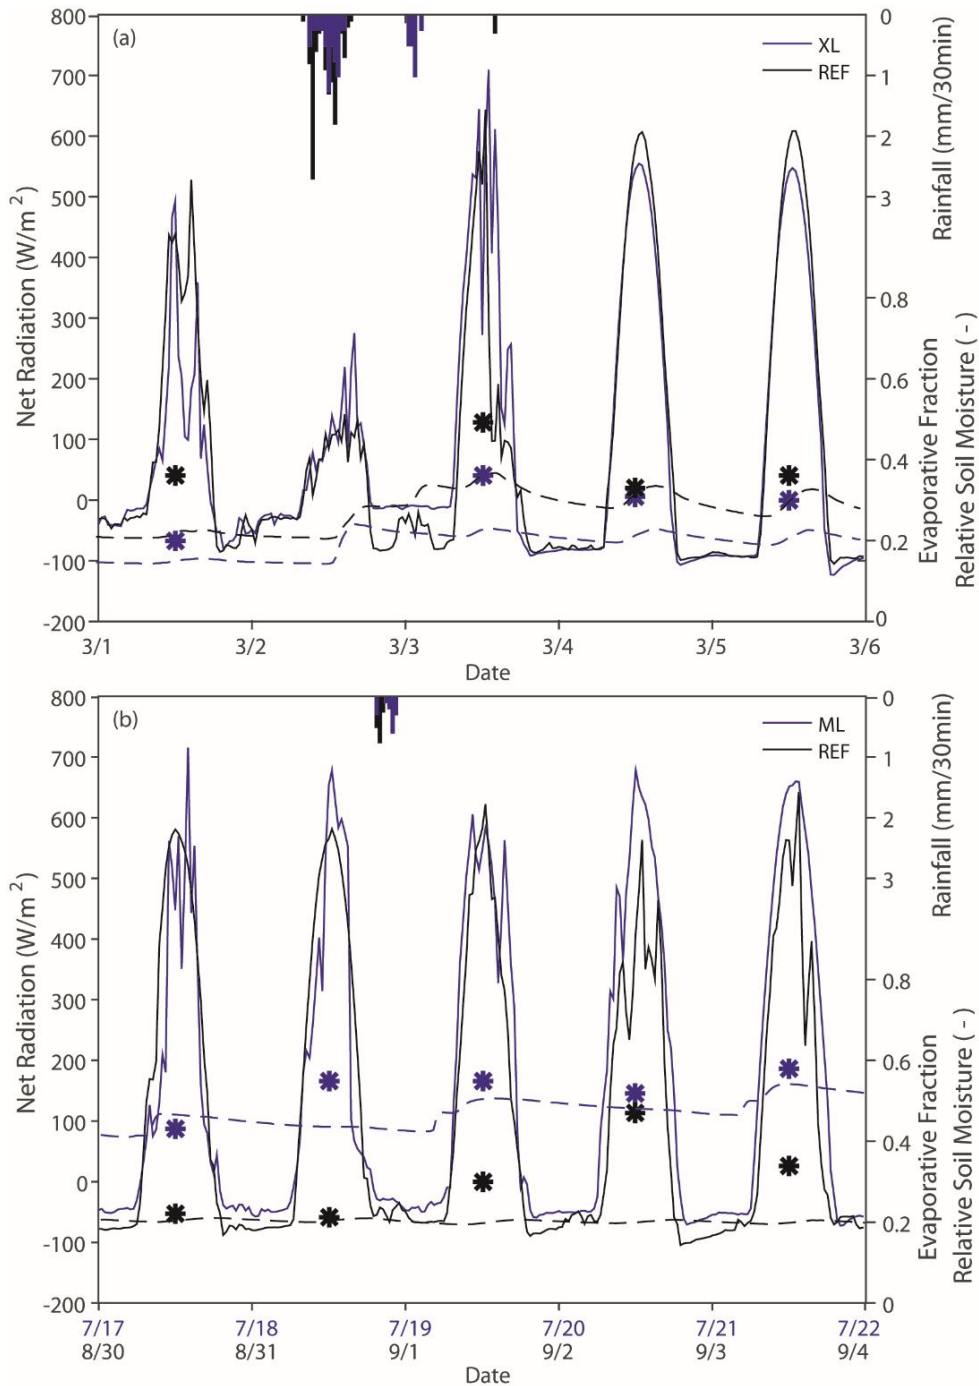 (a)
XL
REF
800
700
600
500
400
300
200
100
0
-100
-200
Net Radiation (W/m²)
0
1
2
3
Rainfall (mm/30min)
0.8
0.6
0.4
0.2
0
Evaporative Fraction
Relative Soil Moisture ( - )
3/1 3/2 3/3 3/4 3/5 3/6
Date
(b)
ML
REF
800
700
600
500
400
300
200
100
0
-100
-200
Net Radiation (W/m²)
0
1
2
3
Rainfall (mm/30min)
0.8
0.6
0.4
0.2
0
Evaporative Fraction
Relative Soil Moisture ( - )
7/17 7/18 7/19 7/20 7/21 7/22
8/30 8/31 9/1 9/2 9/3 9/4
Date